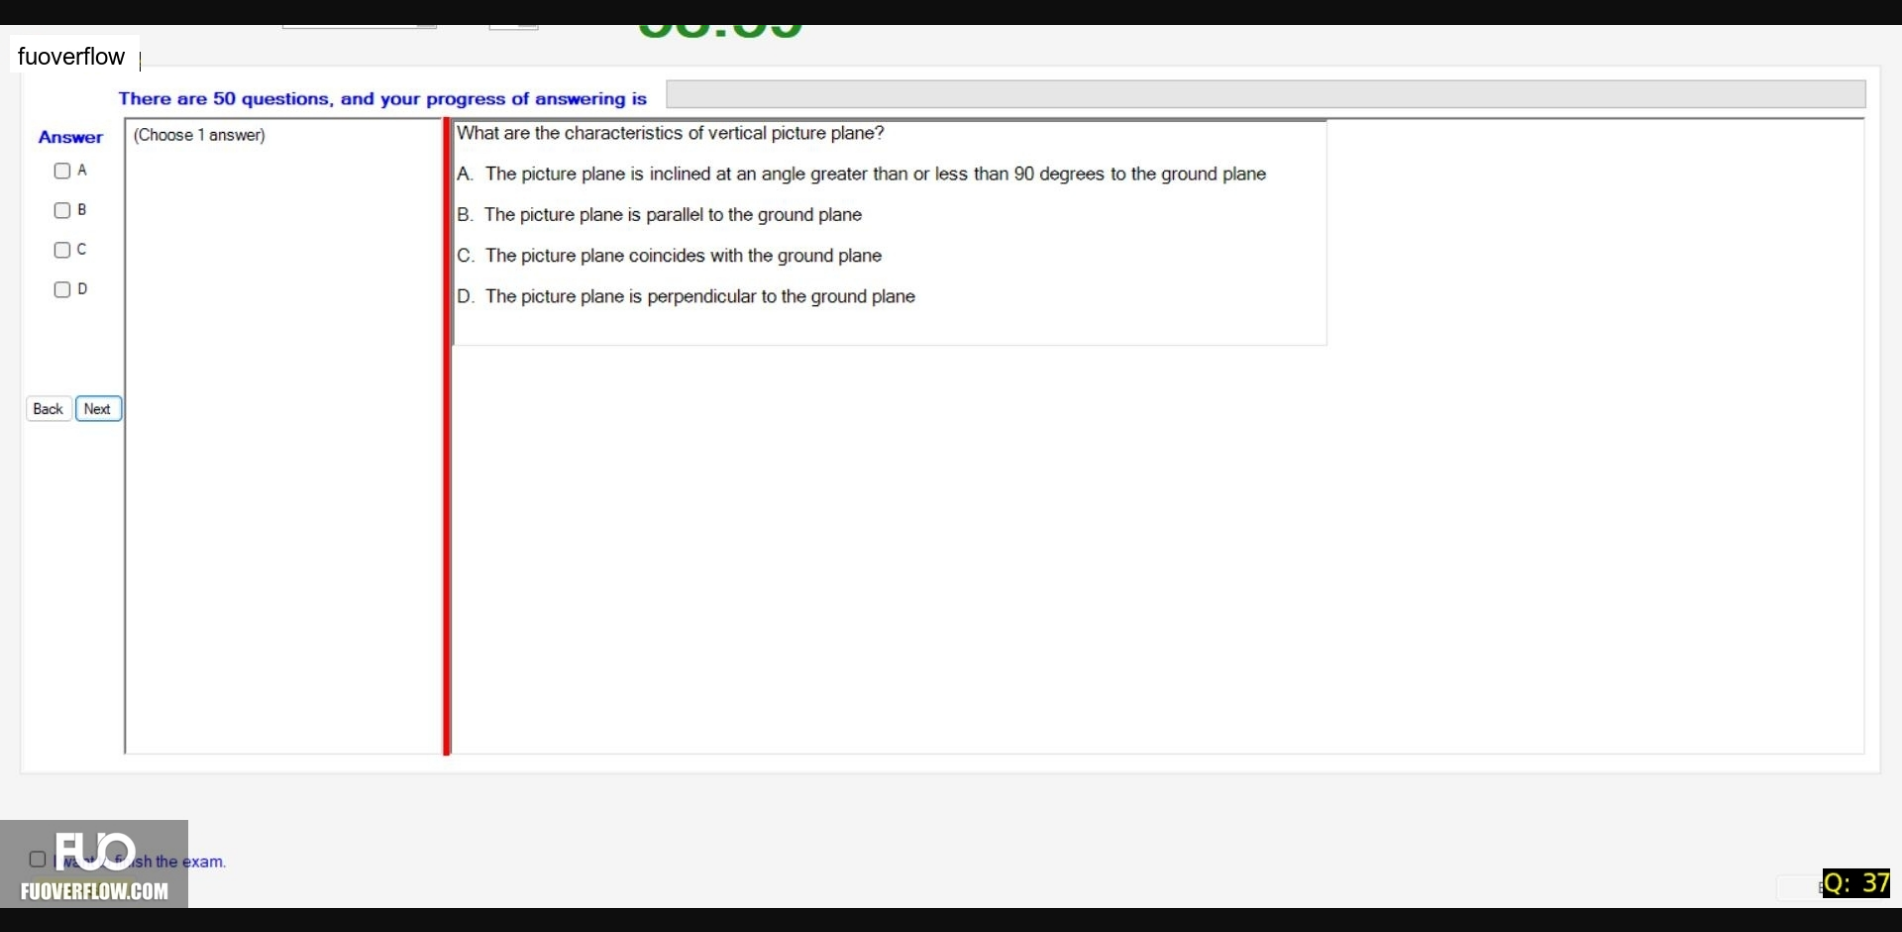 fuoverflow
There are 50 questions, and your progress of answering is
Answer
(Choose 1 answer)
A
B
C
D
What are the characteristics of vertical picture plane?
A. The picture plane is inclined at an angle greater than or less than 90 degrees to the ground plane
B. The picture plane is parallel to the ground plane
C. The picture plane coincides with the ground plane
D. The picture plane is perpendicular to the ground plane
Back
Next
FUO
the exam.
FUOVERFLOW.COM
Q: 37